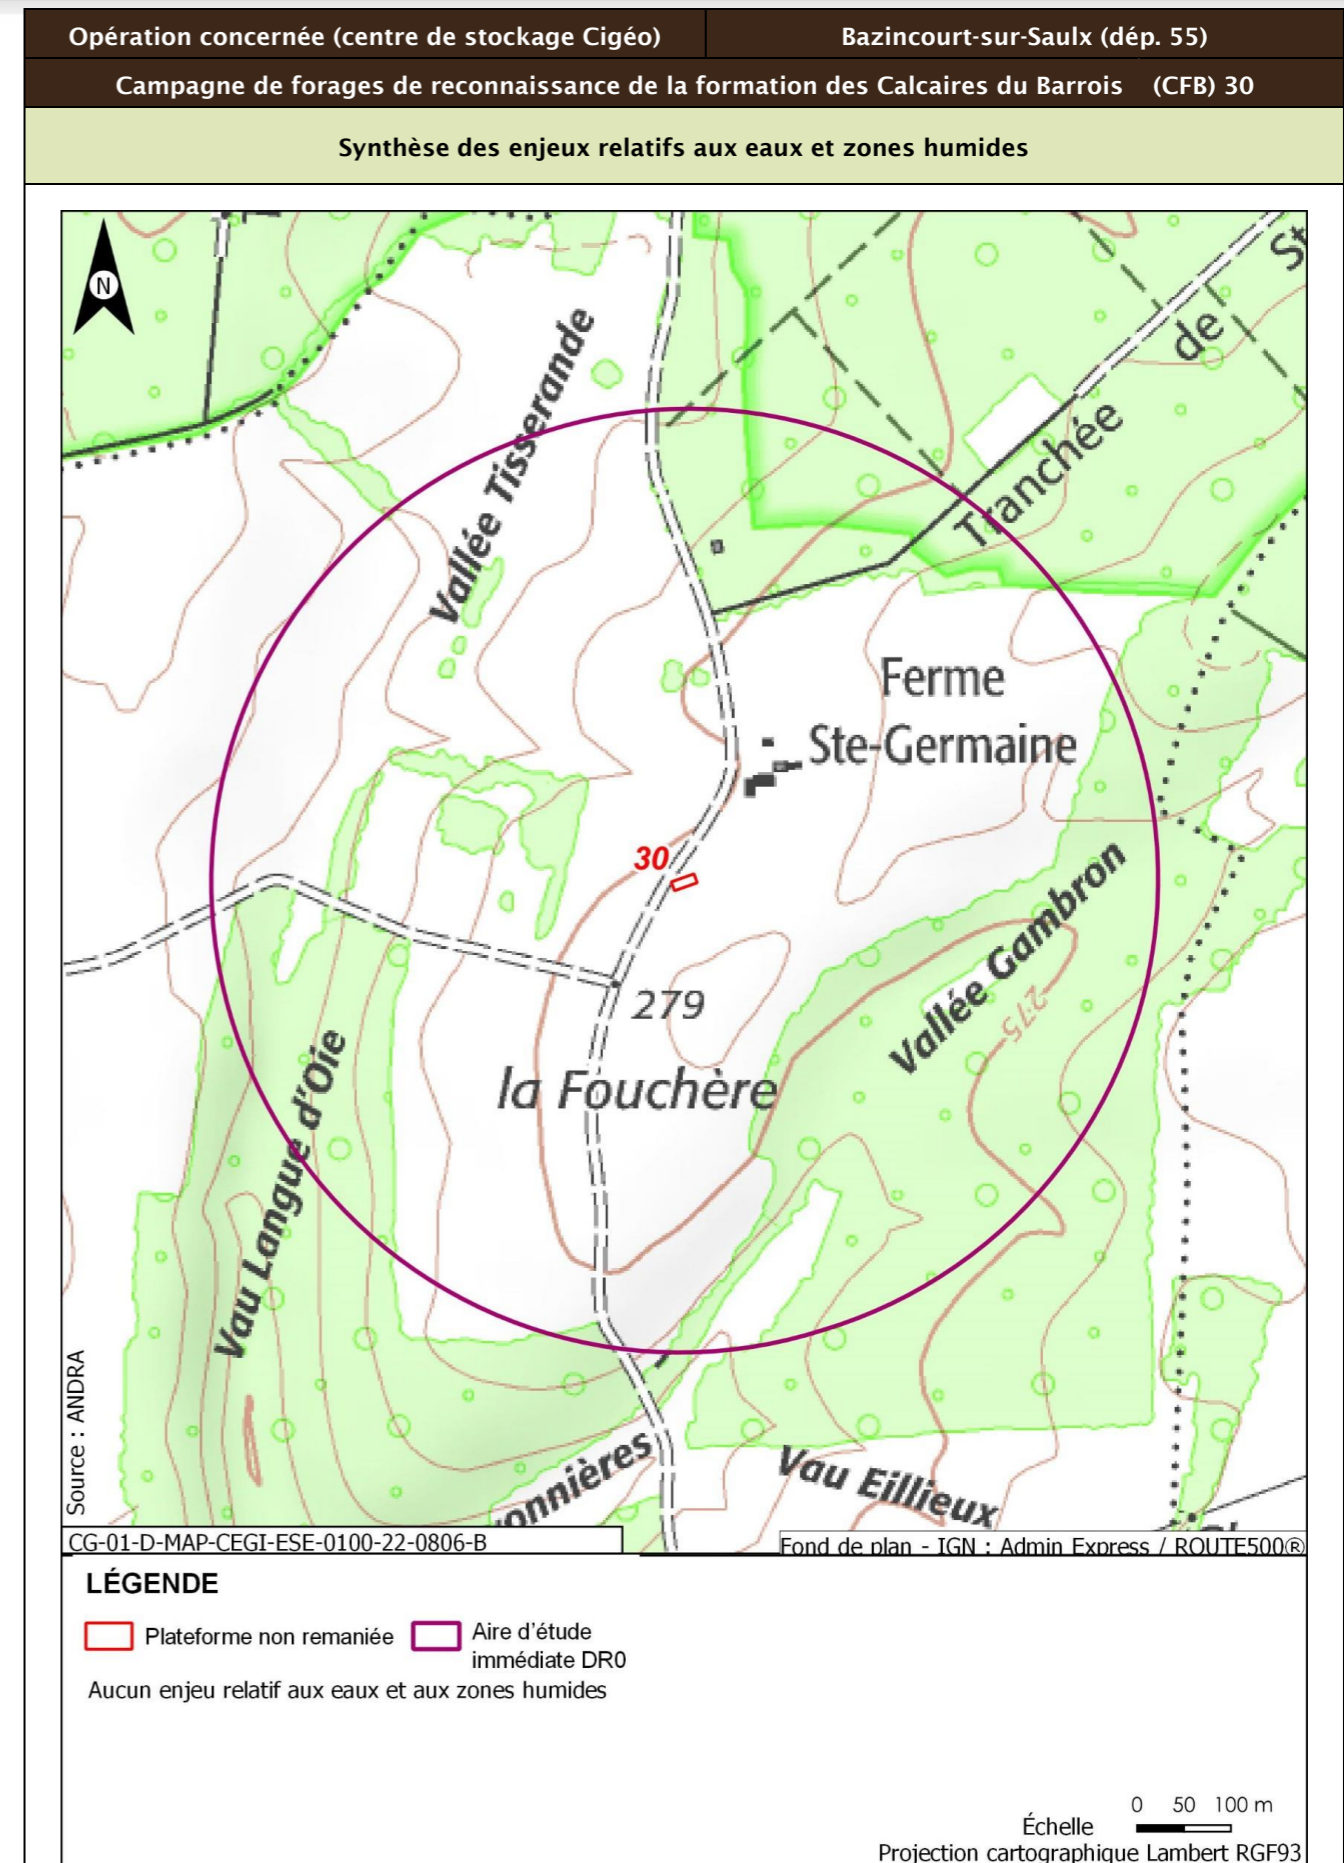 Opération concernée (centre de stockage Cigéo)
Bazincourt-sur-Saulx (dép. 55)
Campagne de forages de reconnaissance de la formation des Calcaires du Barrois (CFB) 30
Synthèse des enjeux relatifs aux eaux et zones humides
N
Vallée Tisserande
Tranchée de St
Ferme
Ste-Germaine
30
Vallée Gambron
275
279
la Fouchère
Vau Langue d'Oie
onnières
Vau Eillieux
Source : ANDRA
CG-01-D-MAP-CEGI-ESE-0100-22-0806-B
Fond de plan - IGN : Admin Express / ROUTE500®
LÉGENDE
Plateforme non remaniée
Aire d'étude
immédiate DR0
Aucun enjeu relatif aux eaux et aux zones humides
0 50 100 m
Échelle
Projection cartographique Lambert RGF93